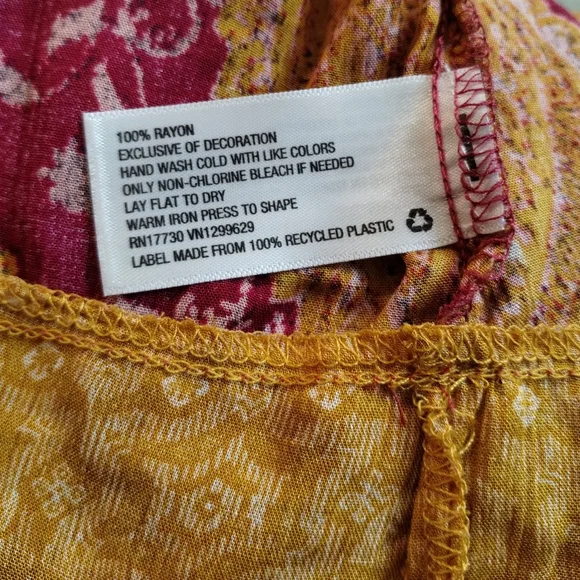 100% RAYON
EXCLUSIVE OF DECORATION
HAND WASH COLD WITH LIKE COLORS
ONLY NON-CHLORINE BLEACH IF NEEDED
LAY FLAT TO DRY
WARM IRON PRESS TO SHAPE
RN17730 VN1299629
LABEL MADE FROM 100% RECYCLED PLASTIC